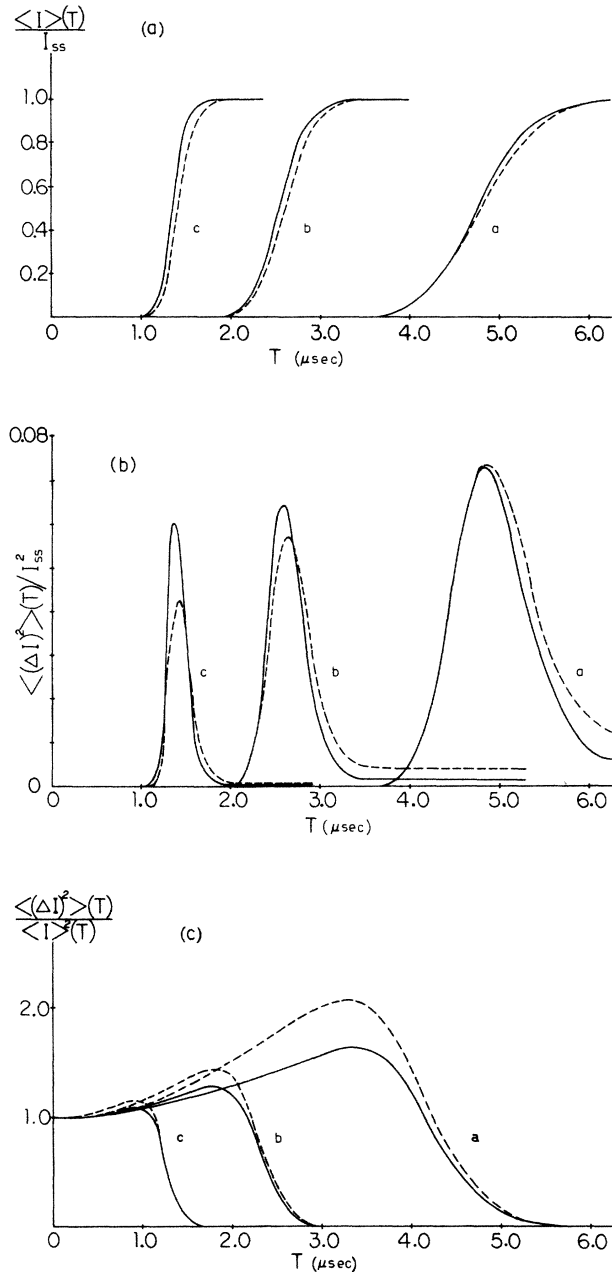 <I>(T)
I_ss
(a)
1.0
0.8
0.6
0.4
0.2
c
b
a
0 1.0 2.0 3.0 4.0 5.0 6.0
T (μsec)
0.08
(b)
<(ΔI)²>(T)/I²_ss
c
b
a
0
0 1.0 2.0 3.0 4.0 5.0 6.0
T (μsec)
<(ΔI)²>(T)
<I>²(T)
(c)
2.0
1.0
c
b
a
0 1.0 2.0 3.0 4.0 5.0 6.0
T (μsec)